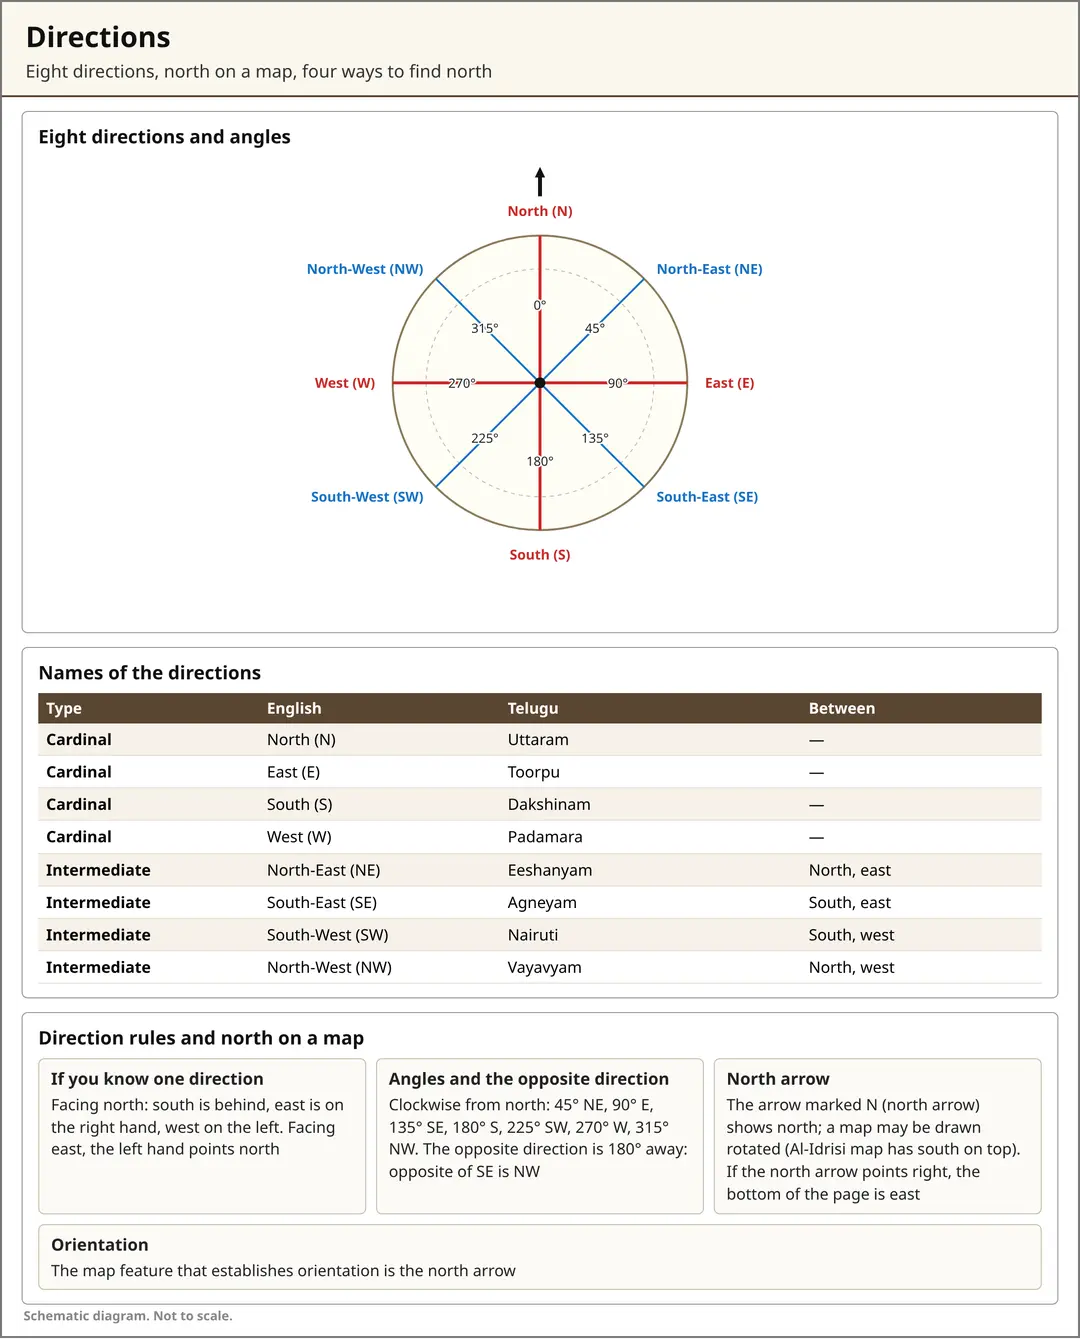 Directions
Eight directions, north on a map, four ways to find north
Eight directions and angles
North (N)
North-West (NW)
North-East (NE)
0°
315°
45°
West (W)
270°
90°
East (E)
225°
135°
180°
South-West (SW)
South-East (SE)
South (S)
Names of the directions
Type English Telugu Between
Cardinal North (N) Uttaram —
Cardinal East (E) Toorpu —
Cardinal South (S) Dakshinam —
Cardinal West (W) Padamara —
Intermediate North-East (NE) Eeshanyam North, east
Intermediate South-East (SE) Agneyam South, east
Intermediate South-West (SW) Nairuti South, west
Intermediate North-West (NW) Vayavyam North, west
Direction rules and north on a map
If you know one direction
Facing north: south is behind, east is on
the right hand, west on the left. Facing
east, the left hand points north
Angles and the opposite direction
Clockwise from north: 45° NE, 90° E,
135° SE, 180° S, 225° SW, 270° W, 315°
NW. The opposite direction is 180° away:
opposite of SE is NW
North arrow
The arrow marked N (north arrow)
shows north; a map may be drawn
rotated (Al-Idrisi map has south on top).
If the north arrow points right, the
bottom of the page is east
Orientation
The map feature that establishes orientation is the north arrow
Schematic diagram. Not to scale.